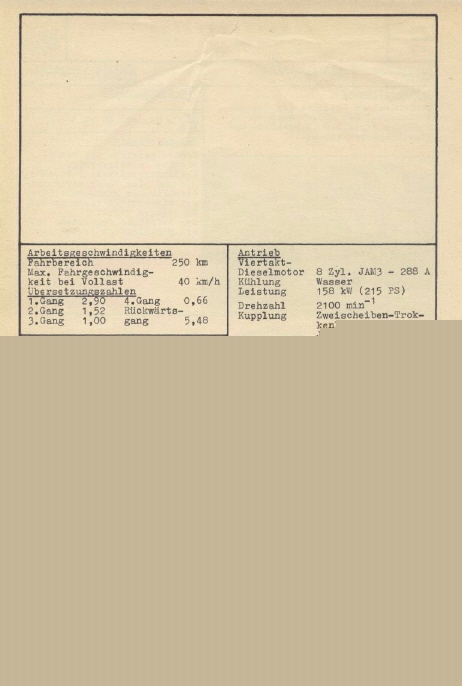 Arbeitsgeschwindigkeiten
Fahrbereich 250 km
Max. Fahrgeschwindig-
keit bei Vollast 40 km/h
Übersetzungszahlen
1.Gang 2,90 4.Gang 0,66
2.Gang 1,52 Rückwärts-
3.Gang 1,00 gang 5,48
Antrieb
Viertakt-
Dieselmotor 8 Zyl. JAM3 - 288 A
Kühlung Wasser
Leistung 158 kW (215 PS)
Drehzahl 2100 min⁻¹
Kupplung Zweischeiben-Trok-
ken